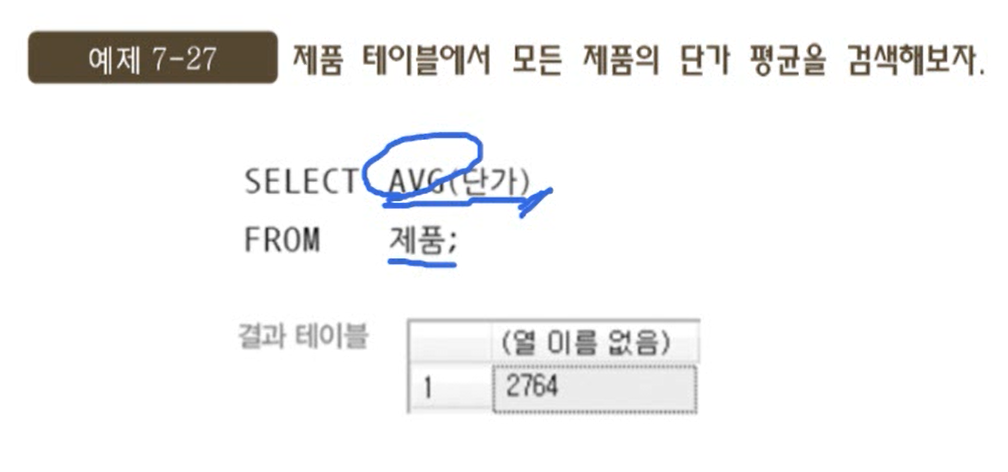 예제 7-27 제품 테이블에서 모든 제품의 단가 평균을 검색해보자.
SELECT AVG(단가)
FROM 제품;
결과 테이블
(열 이름 없음)
1 2764